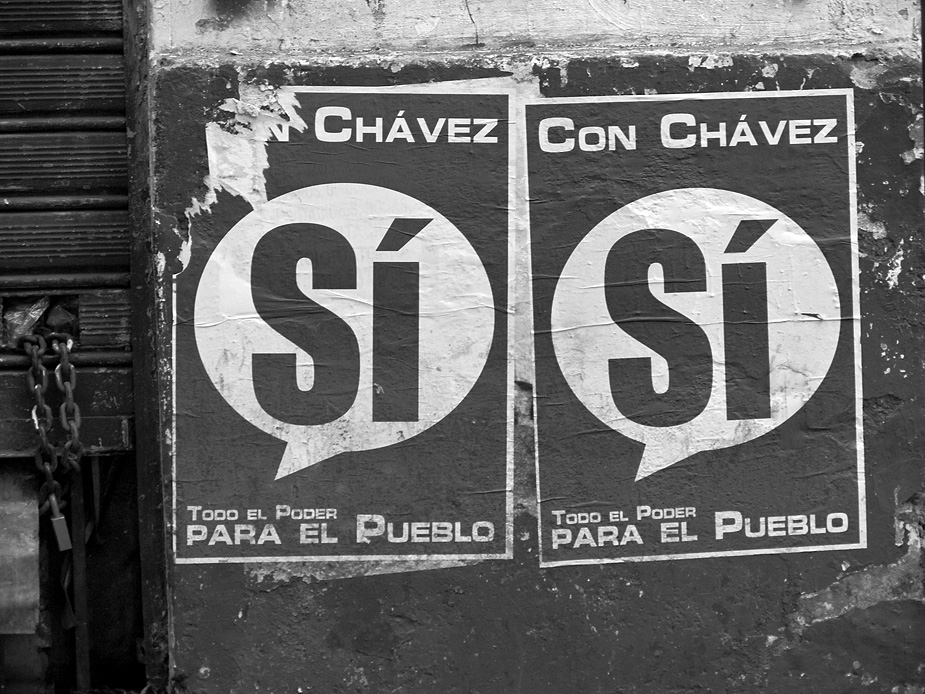 Chávez
Sí
Todo el Poder
para el Pueblo
Con Chávez
Sí
Todo el Poder
para el Pueblo